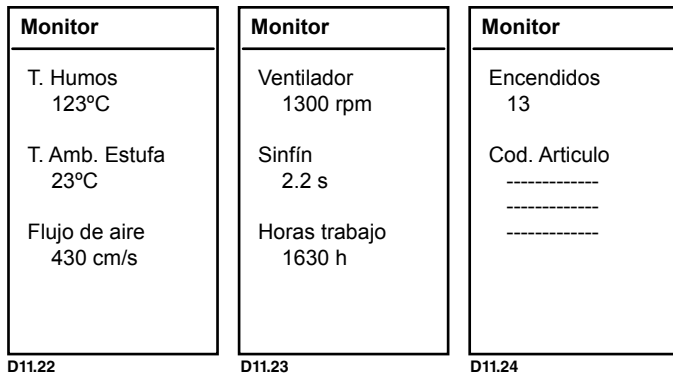 Monitor
T. Humos
123ºC
T. Amb. Estufa
23ºC
Flujo de aire
430 cm/s
D11.22
Monitor
Ventilador
1300 rpm
Sinfín
2.2 s
Horas trabajo
1630 h
D11.23
Monitor
Encendidos
13
Cod. Articulo
-------------
-------------
-------------
D11.24